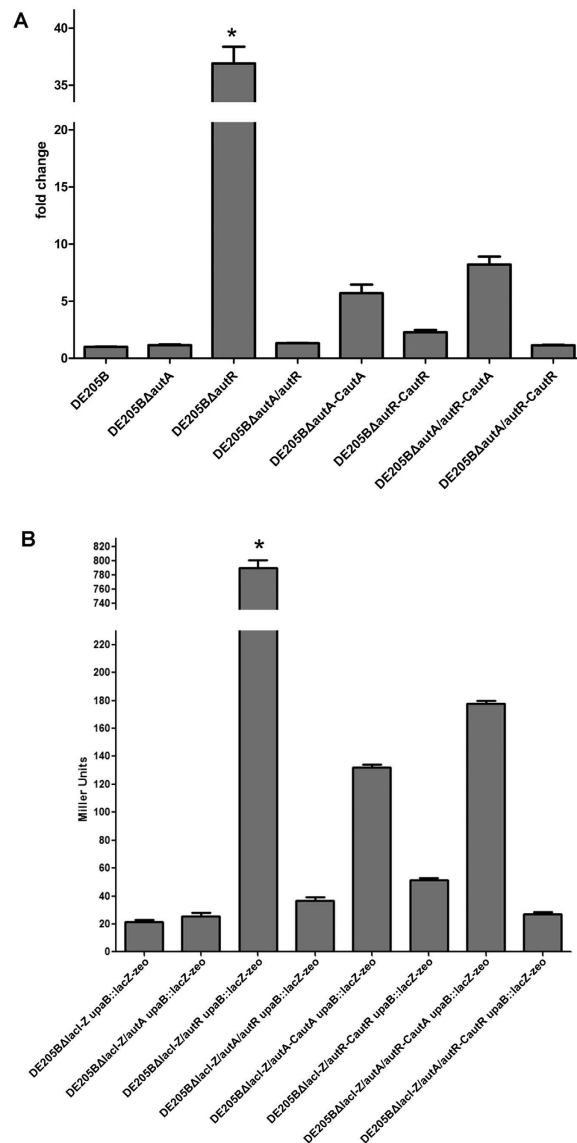 A
*
40
35
20
15
10
5
0
fold change
DE205B
DE205BΔautA
DE205BΔautR
DE205BΔautA/autR
DE205BΔautA-CautA
DE205BΔautR-CautR
DE205BΔautA/autR-CautA
DE205BΔautA/autR-CautR
B
*
820
800
780
760
740
220
200
180
160
140
120
100
80
60
40
20
0
Miller Units
DE205BΔlacI-Z upaB::lacZ-zeo
DE205BΔlacI-Z/autA upaB::lacZ-zeo
DE205BΔlacI-Z/autR upaB::lacZ-zeo
DE205BΔlacI-Z/autA/autR upaB::lacZ-zeo
DE205BΔlacI-Z/autA-CautA upaB::lacZ-zeo
DE205BΔlacI-Z/autR-CautR upaB::lacZ-zeo
DE205BΔlacI-Z/autA/autR-CautA upaB::lacZ-zeo
DE205BΔlacI-Z/autA/autR-CautR upaB::lacZ-zeo